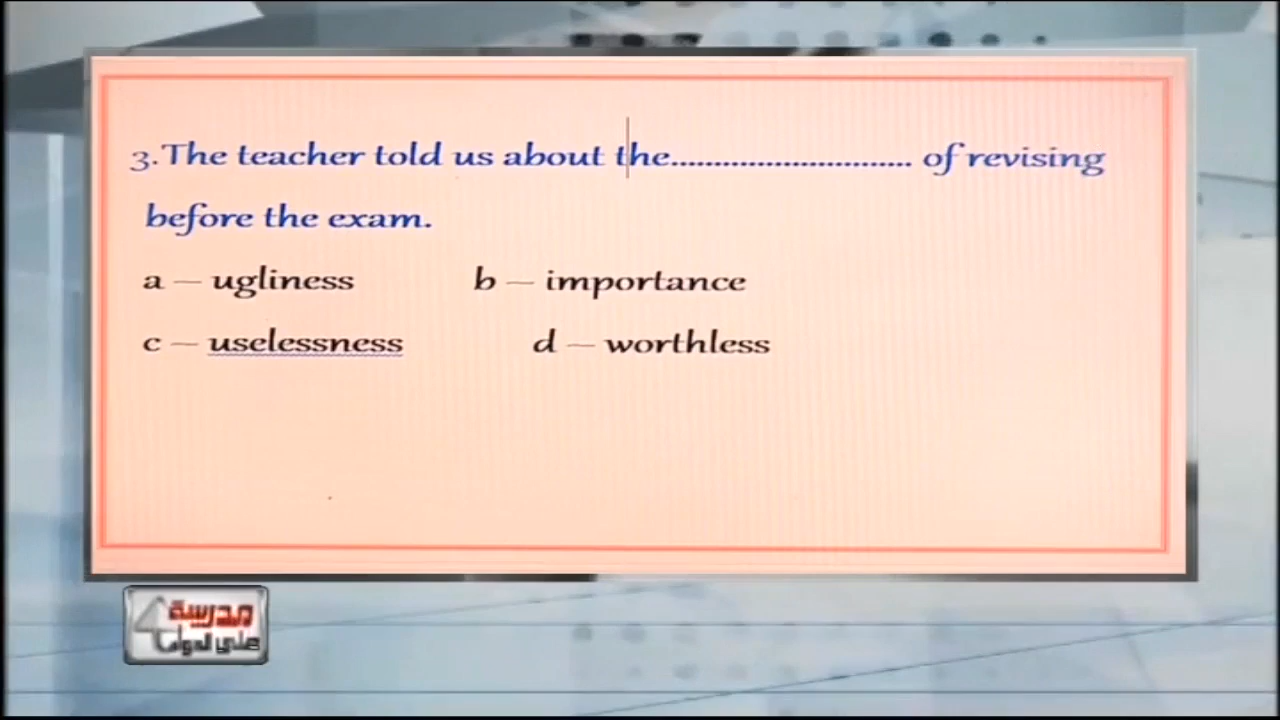 3.The teacher told us about the............................ of revising
before the exam.
a – ugliness b – importance
c – uselessness d – worthless
مدرسة
على الهواء